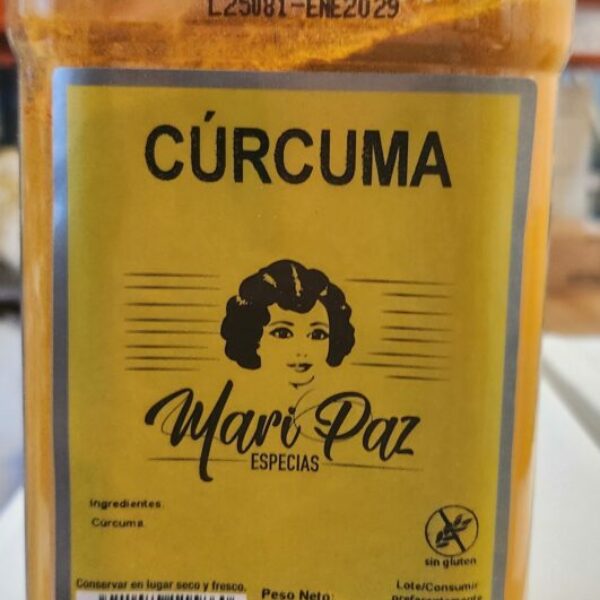 L25081-ENE2029
CÚRCUMA
Mari Paz
ESPECIAS
Ingredientes.
Cúrcuma.
sin gluten
Conservar en lugar seco y fresco.
Peso Neto:
Lote/Consumir
preferentemente